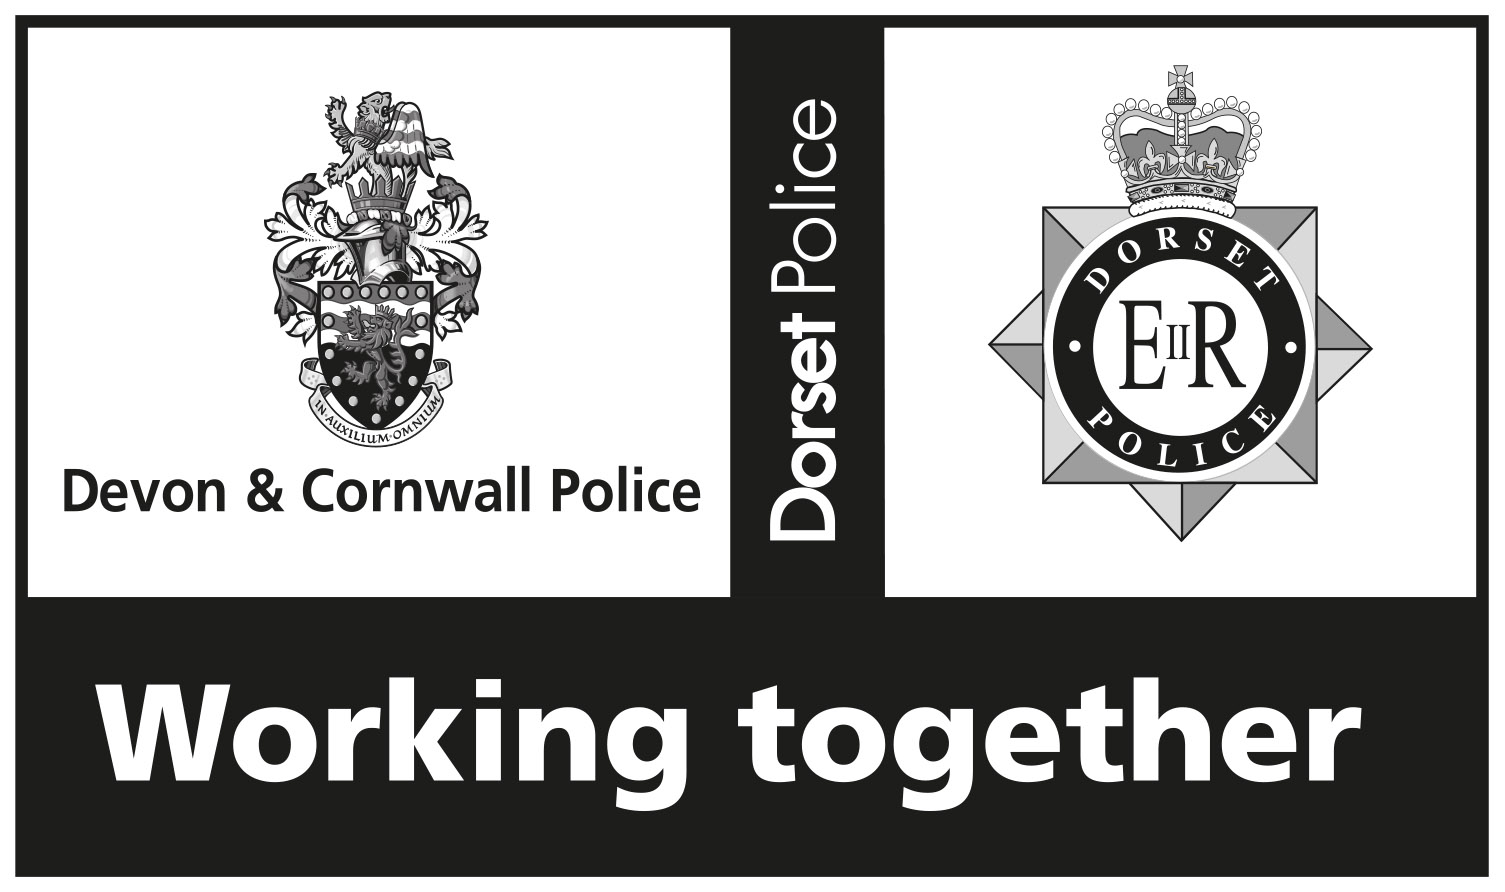 IN·AUXILIUM·OMNIUM
Devon & Cornwall Police
Dorset Police
DORSET
EIIR
POLICE
Working together